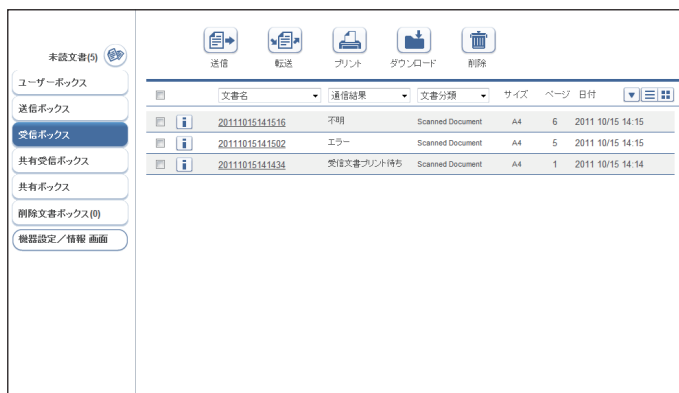 未読文書(5)
ユーザーボックス
送信ボックス
受信ボックス
共有受信ボックス
共有ボックス
削除文書ボックス(0)
機器設定／情報 画面
送信 転送 プリント ダウンロード 削除
文書名 通信結果 文書分類 サイズ ページ 日付
20111015141516 不明 Scanned Document A4 6 2011 10/15 14:15
20111015141502 エラー Scanned Document A4 5 2011 10/15 14:15
20111015141434 受信文書プリント待ち Scanned Document A4 1 2011 10/15 14:14